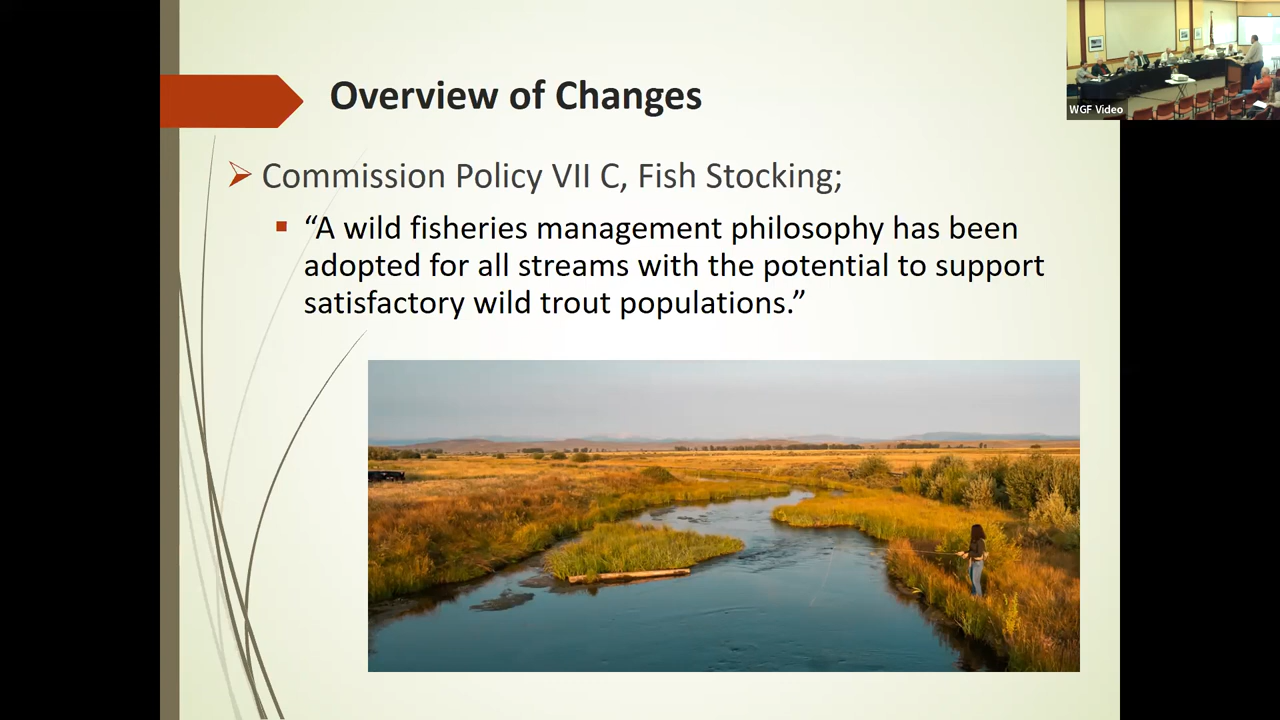 WGF Video
Overview of Changes
Commission Policy VII C, Fish Stocking;
“A wild fisheries management philosophy has been
adopted for all streams with the potential to support
satisfactory wild trout populations.”